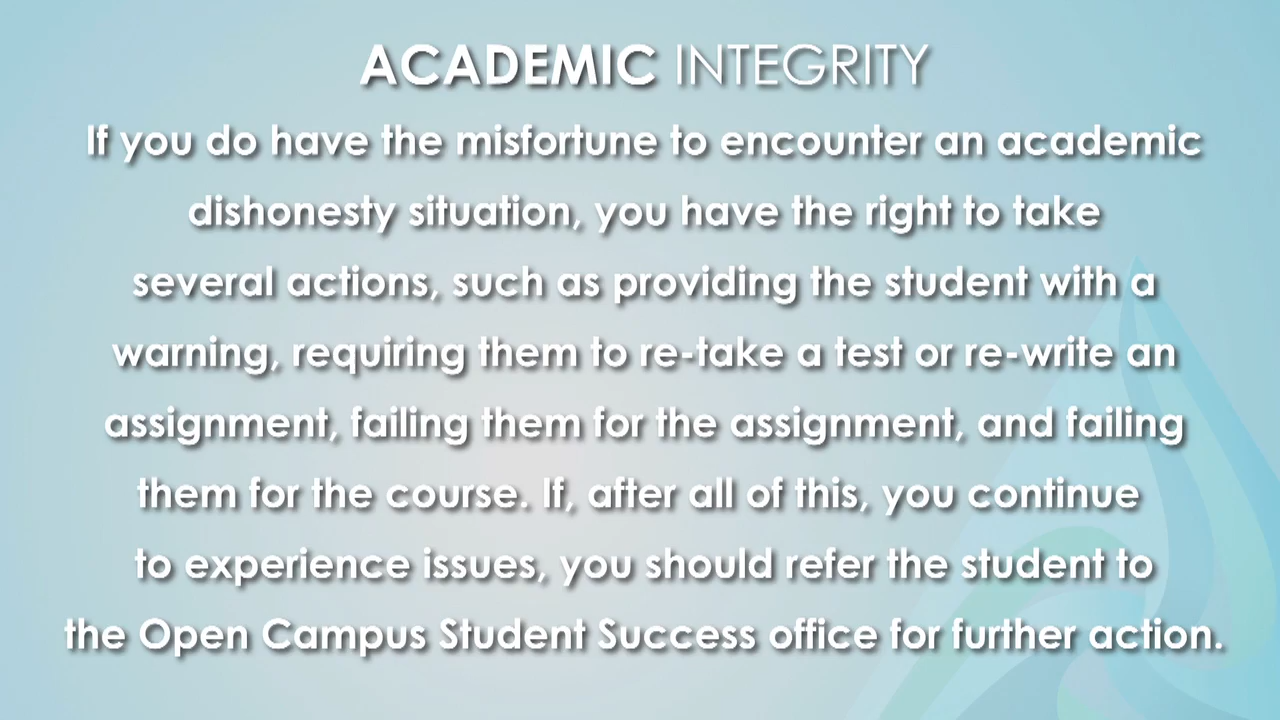 ACADEMIC INTEGRITY
If you do have the misfortune to encounter an academic
dishonesty situation, you have the right to take
several actions, such as providing the student with a
warning, requiring them to re-take a test or re-write an
assignment, failing them for the assignment, and failing
them for the course. If, after all of this, you continue
to experience issues, you should refer the student to
the Open Campus Student Success office for further action.